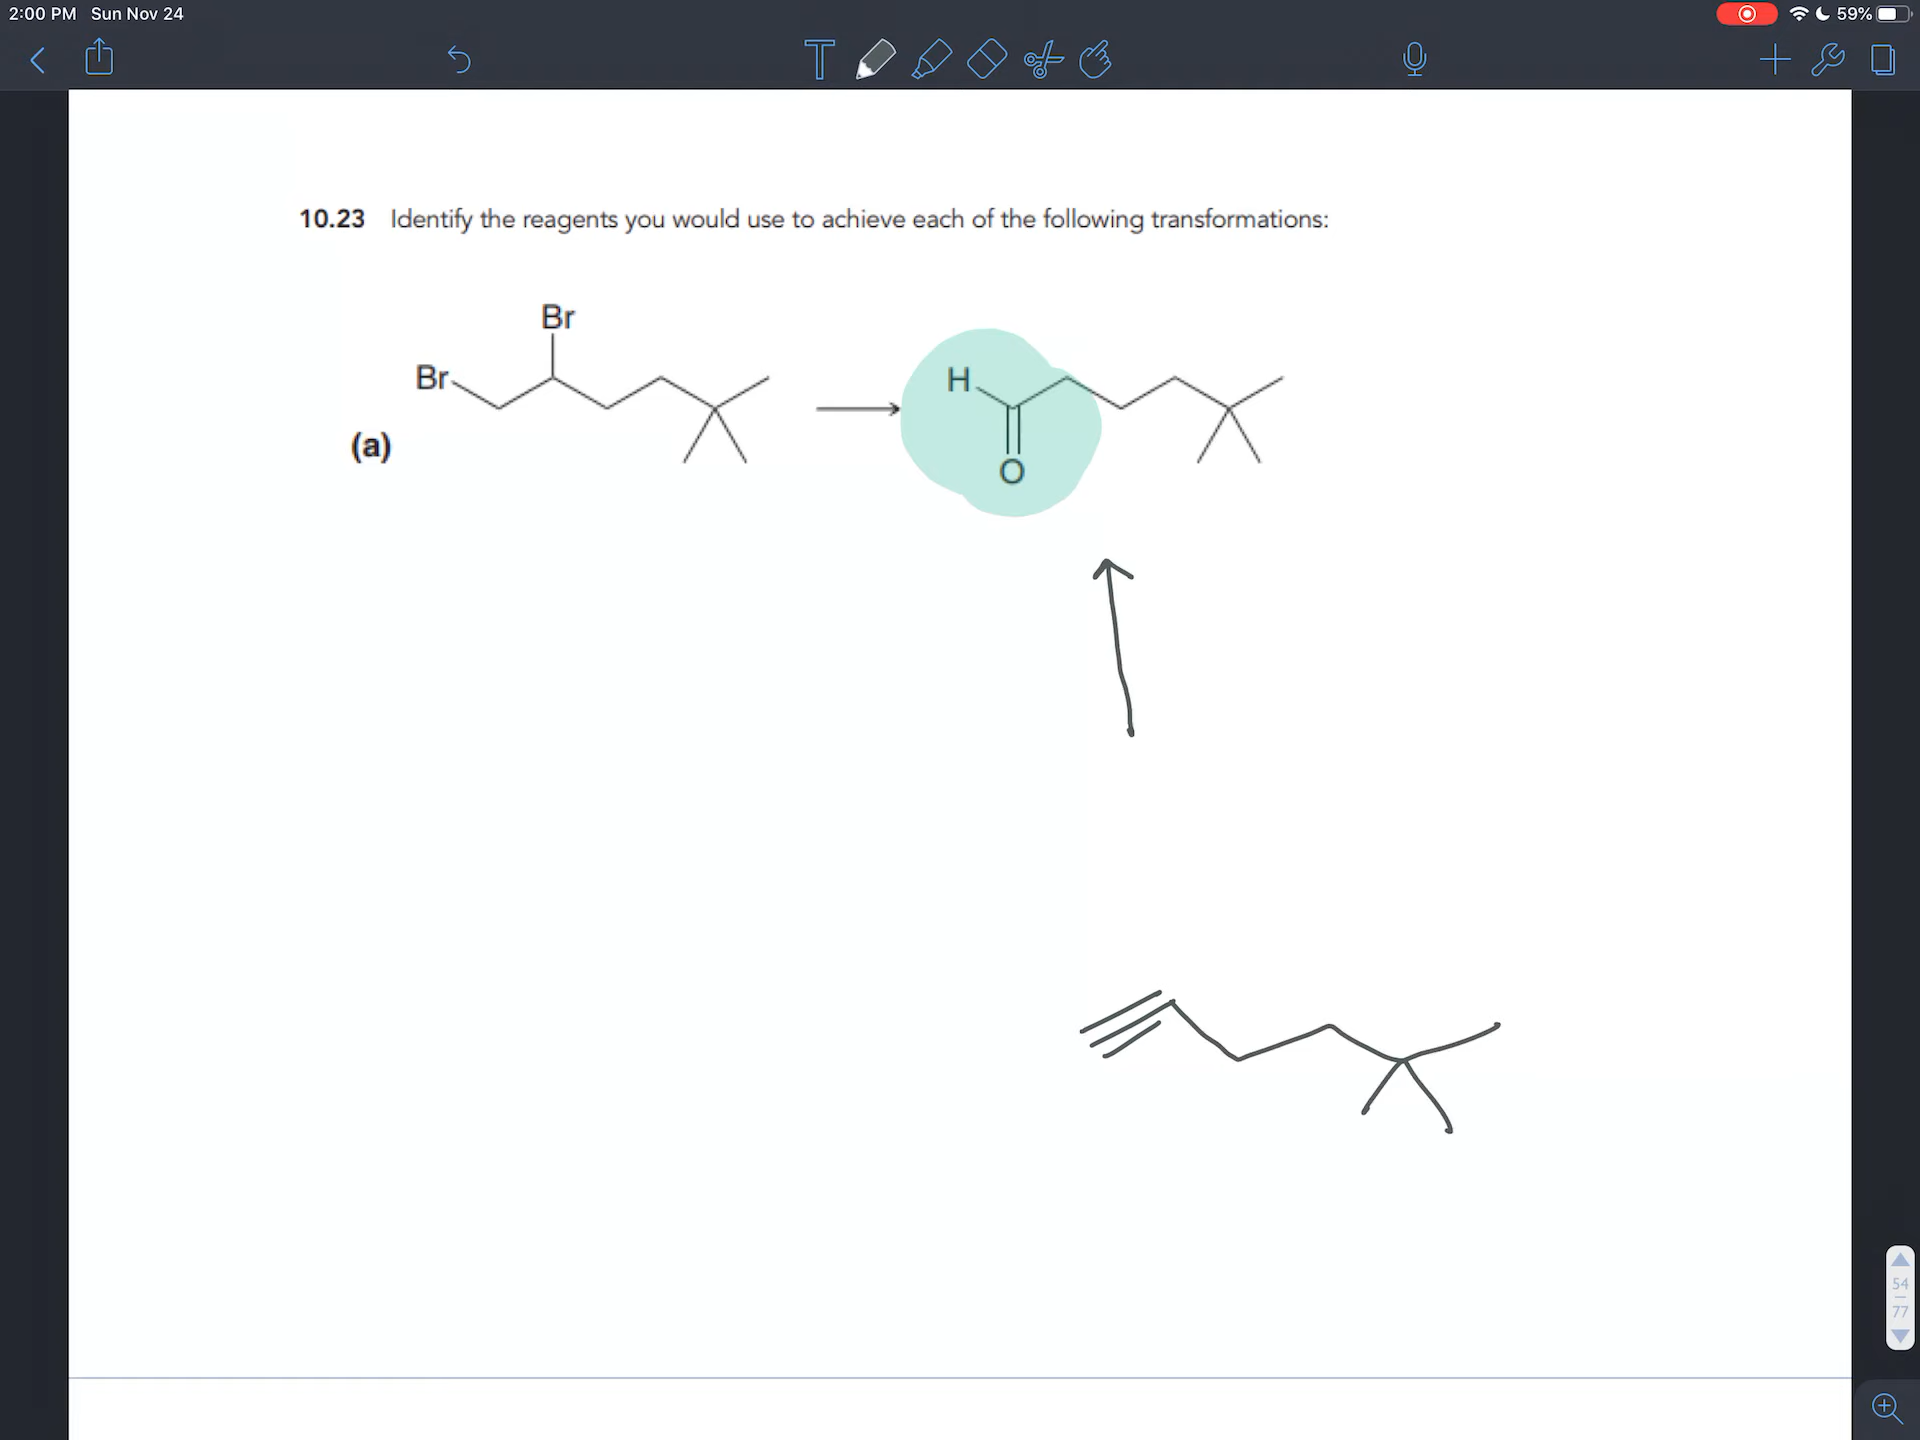 2:00 PM Sun Nov 24
59%
T
10.23 Identify the reagents you would use to achieve each of the following transformations:
Br
Br
H
(a)
O
54
77